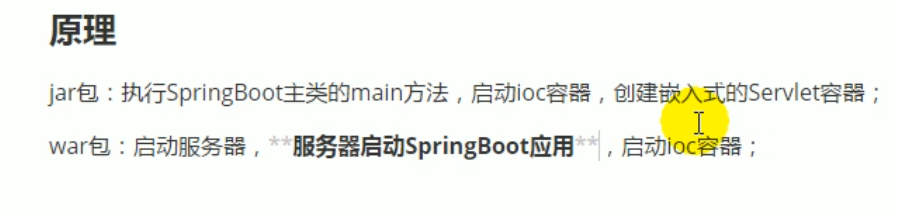 原理
jar包：执行SpringBoot主类的main方法，启动ioc容器，创建嵌入式的Servlet容器；
war包：启动服务器，**服务器启动SpringBoot应用**，启动ioc容器；